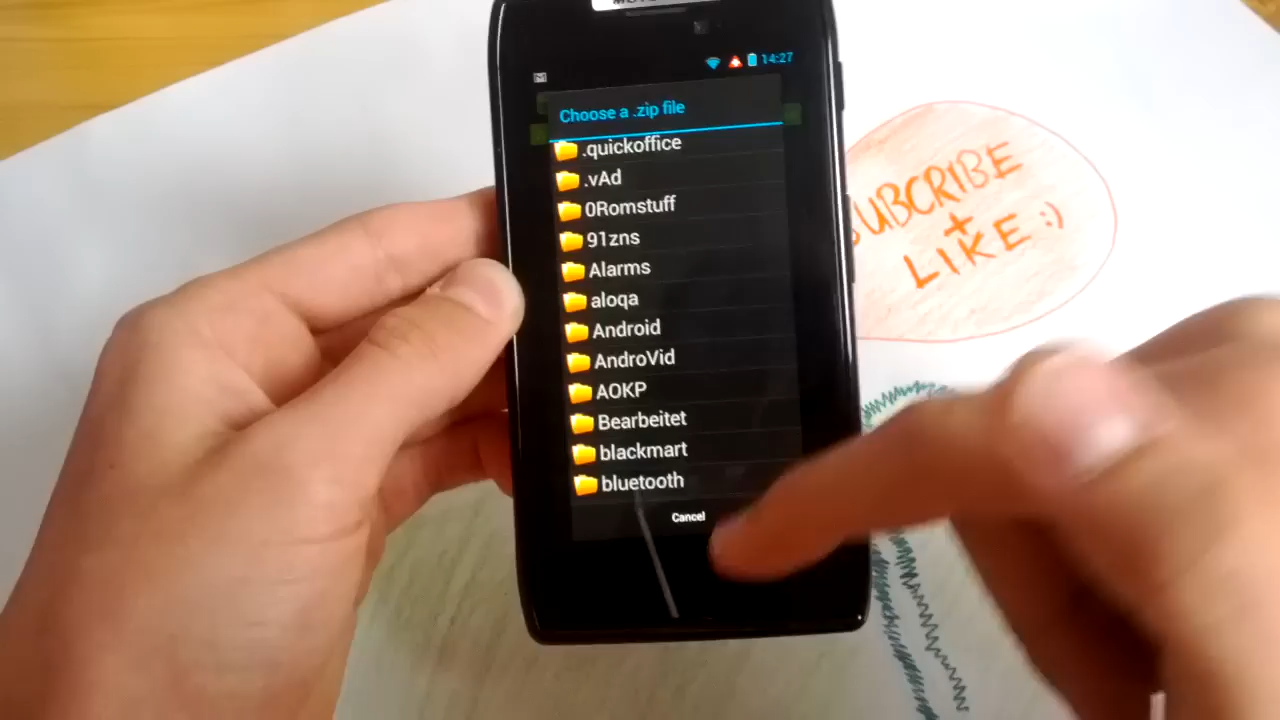 14:27
Choose a .zip file
.quickoffice
.vAd
0Romstuff
91zns
Alarms
aloqa
Android
AndroVid
AOKP
Bearbeitet
blackmart
bluetooth
Cancel
UBCRIBE
+
LIKE :)